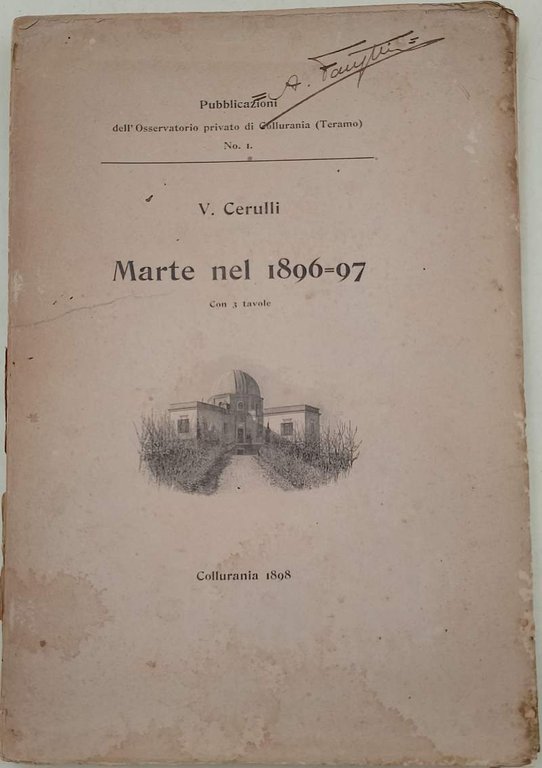 Pubblicazioni
dell'Osservatorio privato di Collurania (Teramo)
No. 1.
V. Cerulli
Marte nel 1896=97
Con 3 tavole
Collurania 1898